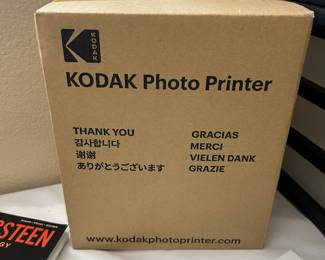 KODAK
KODAK Photo Printer
THANK YOU
감사합니다
谢谢
ありがとうございます
GRACIAS
MERCI
VIELEN DANK
GRAZIE
www.kodakphotoprinter.com